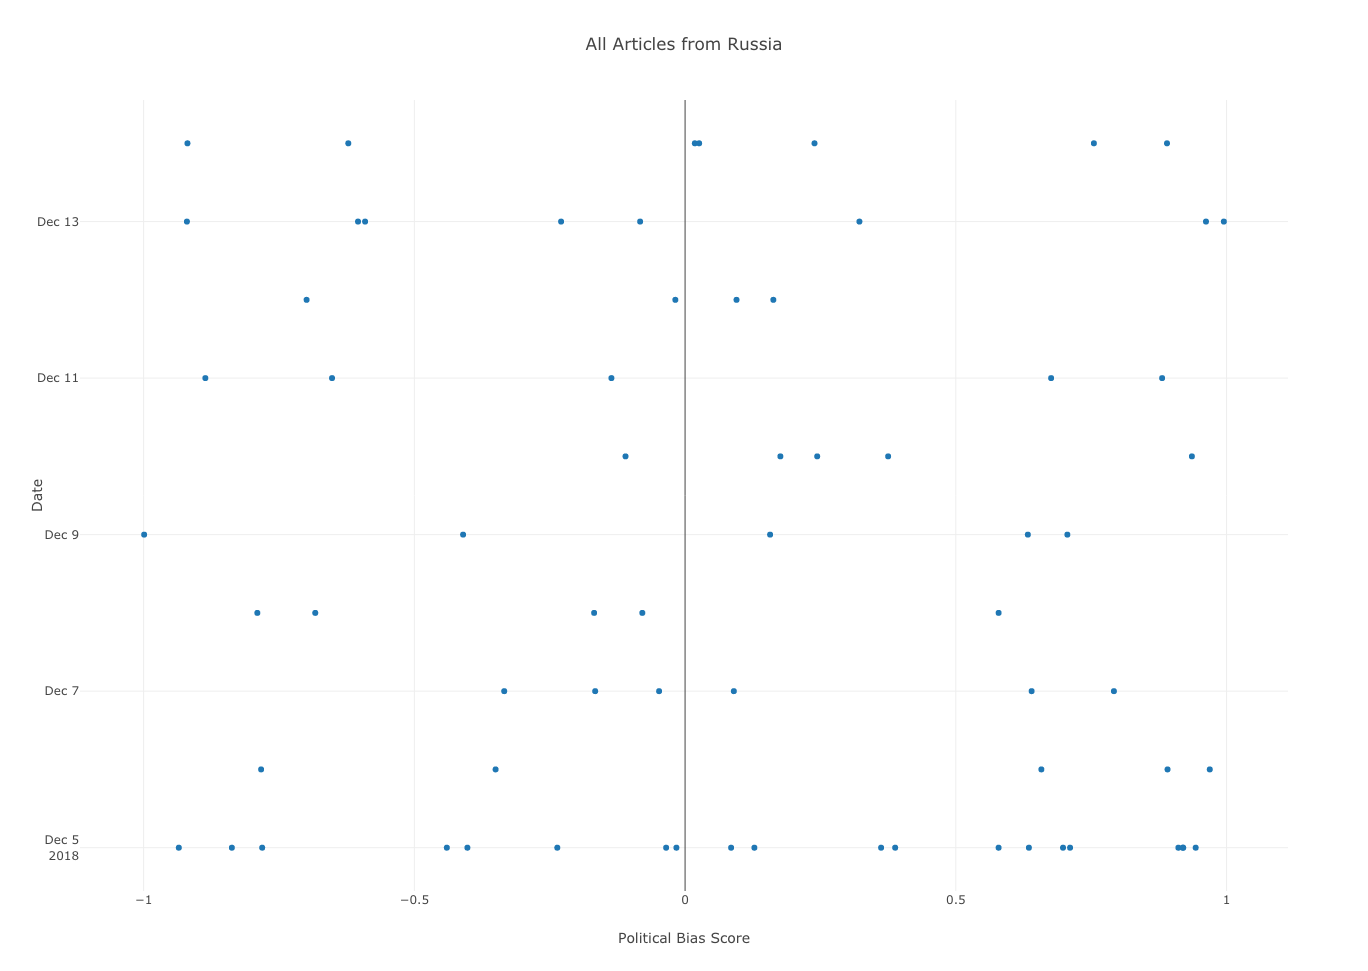 All Articles from Russia
Dec 13
Dec 11
Dec 9
Dec 7
Dec 5
2018
Date
−1
−0.5
0
0.5
1
Political Bias Score